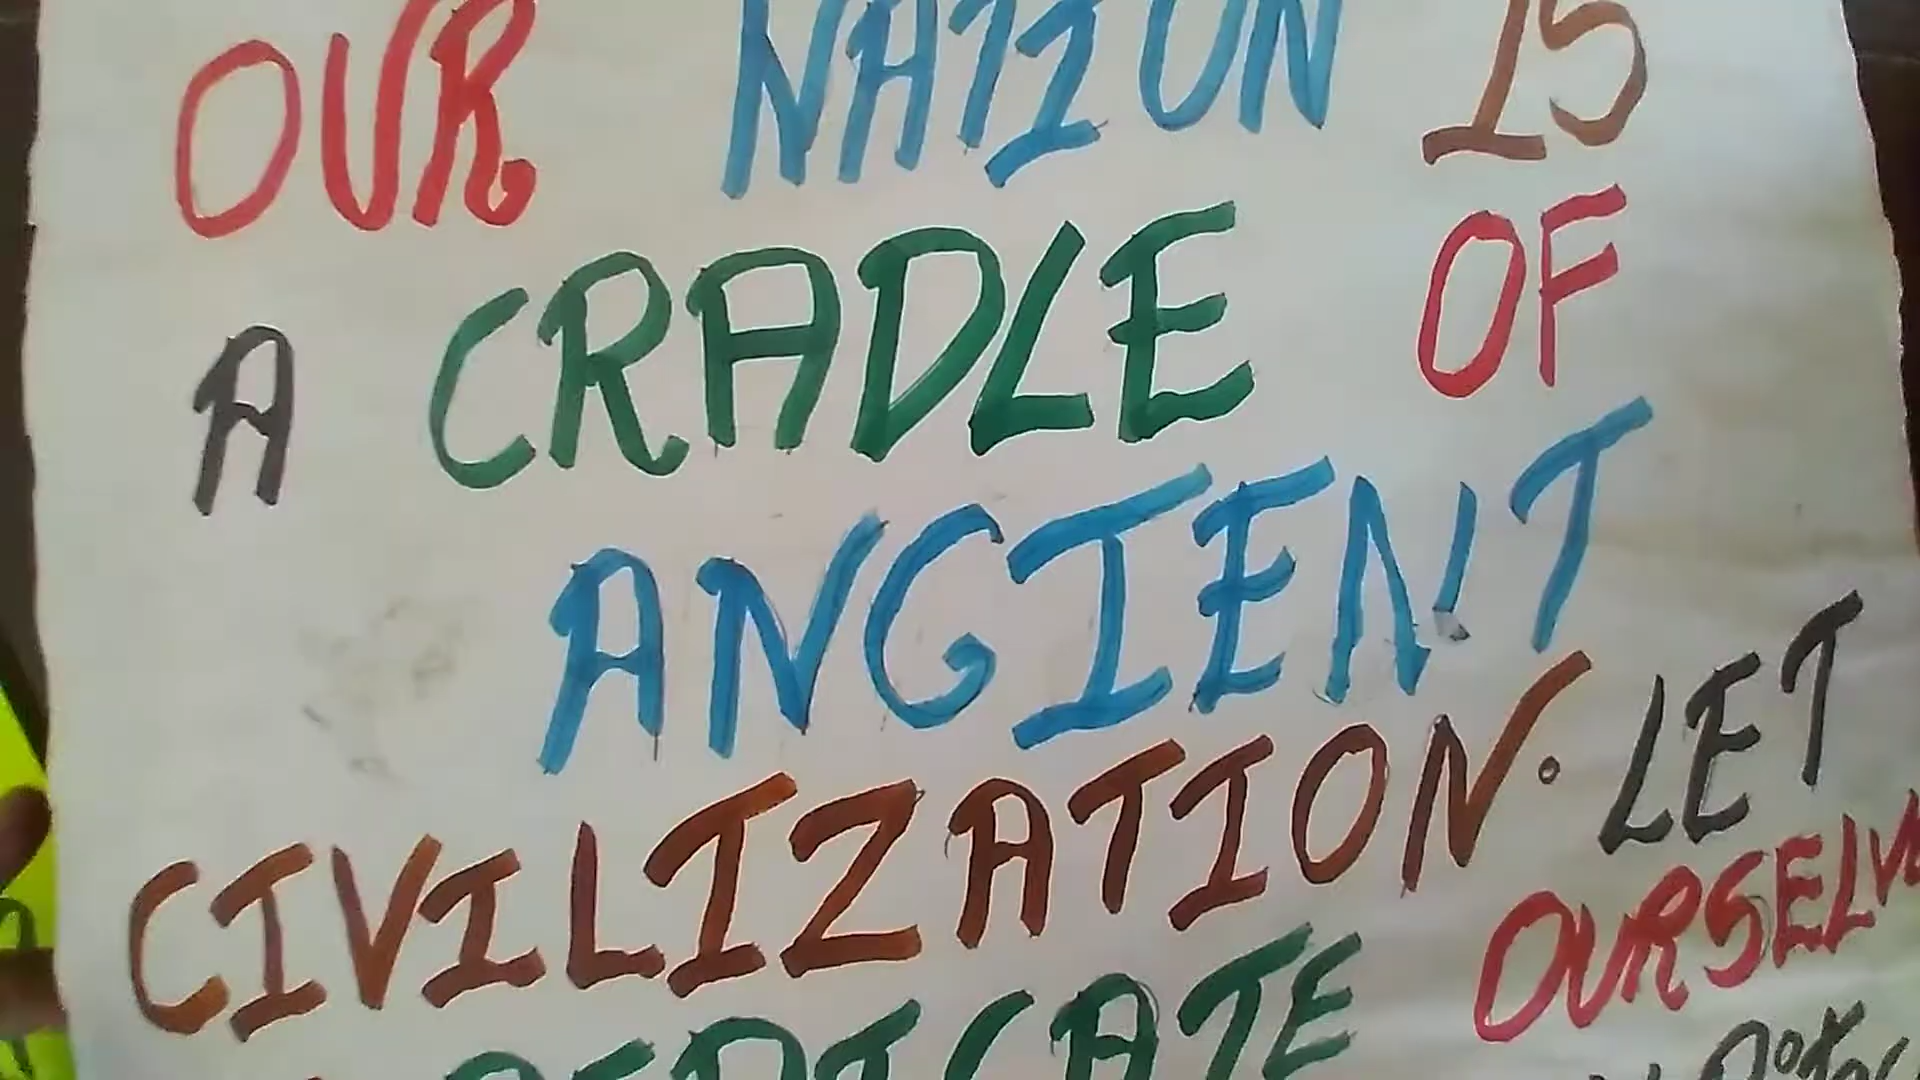 OUR NATION IS
A CRADLE OF
ANCIENT
CIVILIZATION. LET
OURSELV
DEDICATE